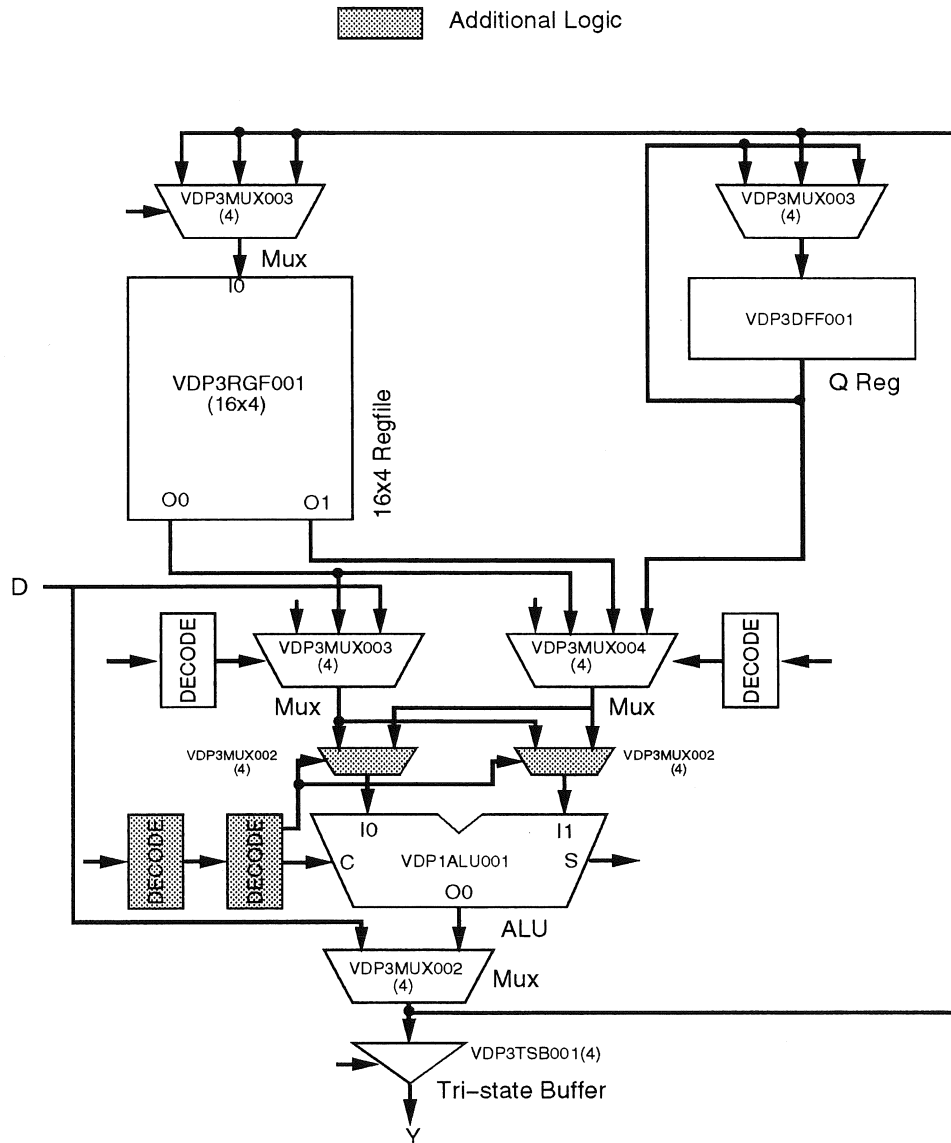 Additional Logic
VDP3MUX003
(4)
VDP3MUX003
(4)
Mux
I0
VDP3RGF001
(16x4)
16x4 Regfile
O0
O1
VDP3DFF001
Q Reg
D
DECODE
VDP3MUX003
(4)
VDP3MUX004
(4)
DECODE
Mux
Mux
VDP3MUX002
(4)
VDP3MUX002
(4)
DECODE
DECODE
I0
I1
C
VDP1ALU001
S
O0
ALU
VDP3MUX002
(4)
Mux
VDP3TSB001(4)
Tri-state Buffer
Y